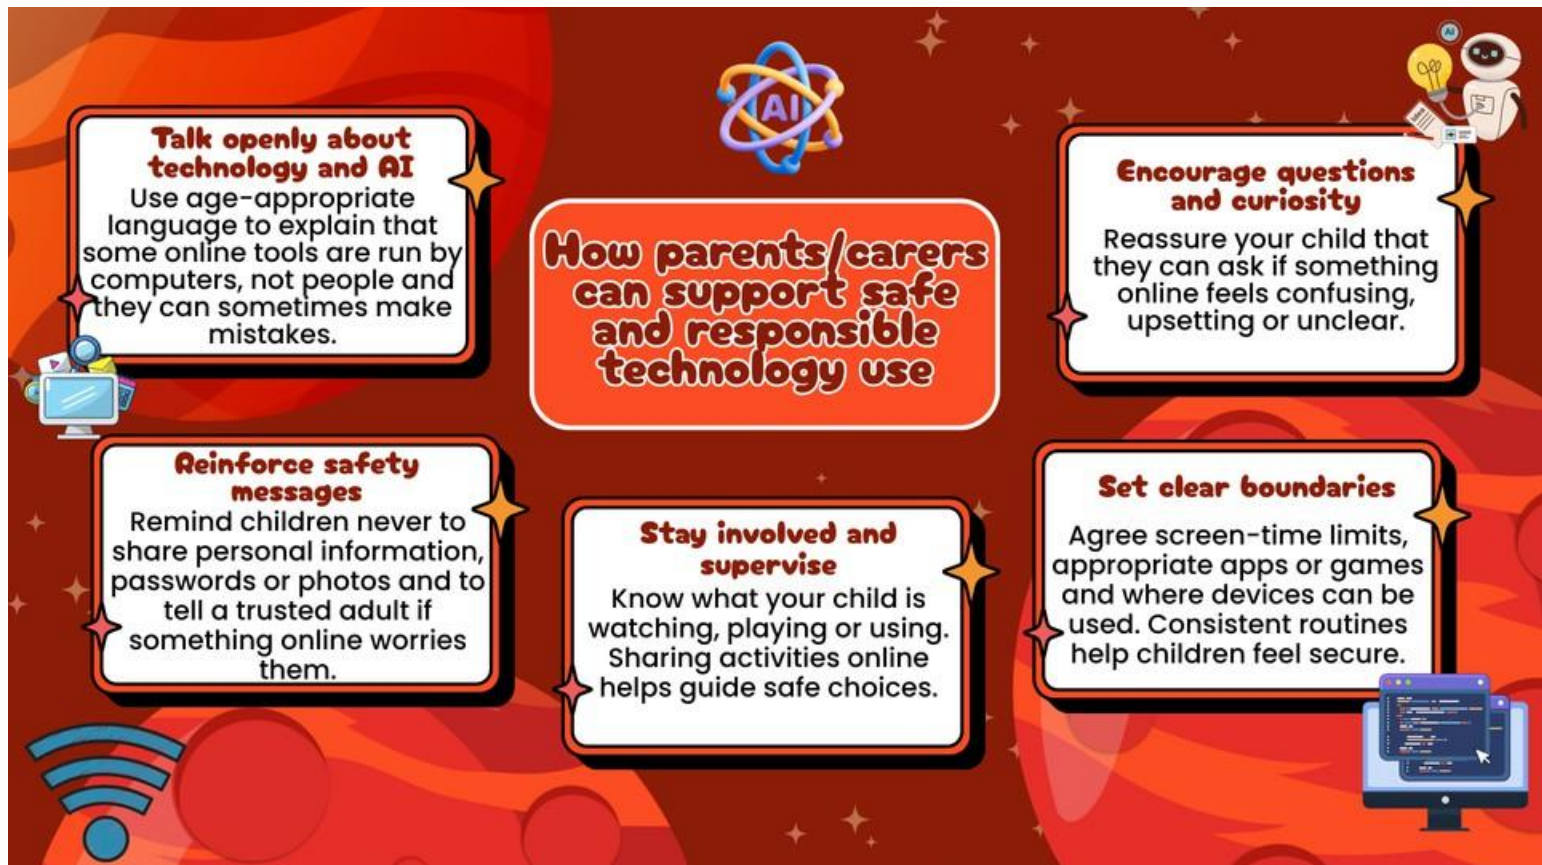 AI
AI
Talk openly about
technology and AI
Use age-appropriate
language to explain that
some online tools are run by
computers, not people and
they can sometimes make
mistakes.
How parents/carers
can support safe
and responsible
technology use
Encourage questions
and curiosity
Reassure your child that
they can ask if something
online feels confusing,
upsetting or unclear.
Reinforce safety
messages
Remind children never to
share personal information,
passwords or photos and to
tell a trusted adult if
something online worries
them.
Stay involved and
supervise
Know what your child is
watching, playing or using.
Sharing activities online
helps guide safe choices.
Set clear boundaries
Agree screen-time limits,
appropriate apps or games
and where devices can be
used. Consistent routines
help children feel secure.